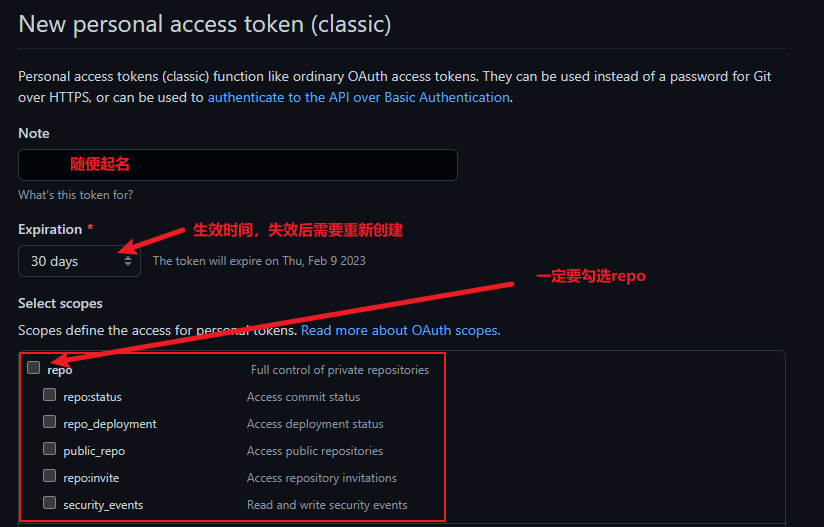 New personal access token (classic)
Personal access tokens (classic) function like ordinary OAuth access tokens. They can be used instead of a password for Git
over HTTPS, or can be used to authenticate to the API over Basic Authentication.
Note
随便起名
What's this token for?
Expiration *
生效时间，失效后需要重新创建
30 days
The token will expire on Thu, Feb 9 2023
一定要勾选repo
Select scopes
Scopes define the access for personal tokens. Read more about OAuth scopes.
repo Full control of private repositories
repo:status Access commit status
repo_deployment Access deployment status
public_repo Access public repositories
repo:invite Access repository invitations
security_events Read and write security events